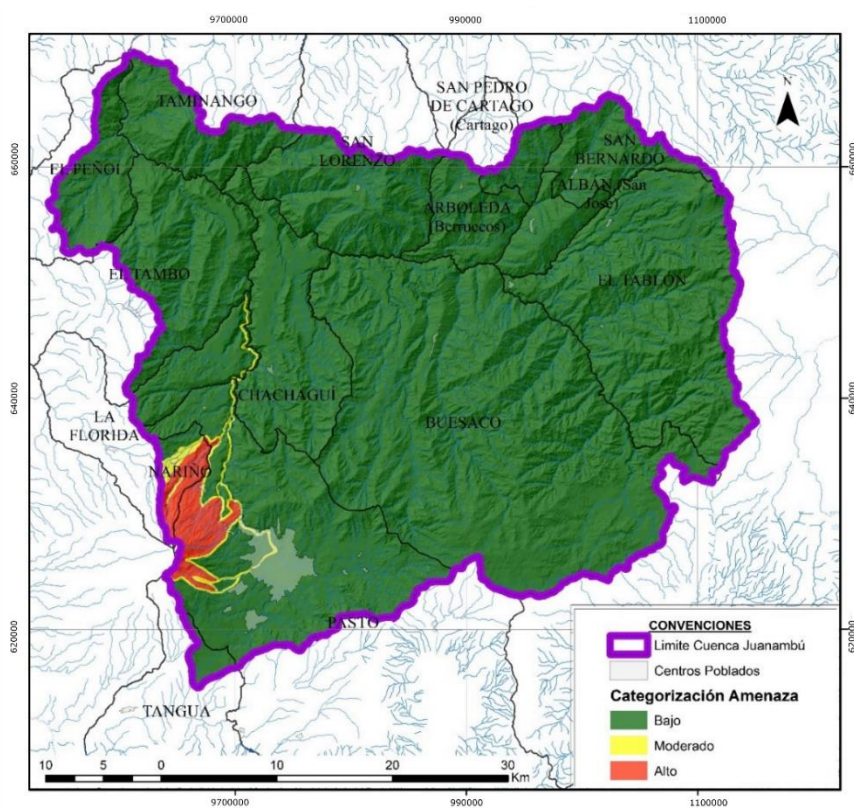 9700000 990000 1100000
N
SAN PEDRO
DE CARTAGO
(Cartago)
TAMINANGO
SAN
LORENZO
SAN
BERNARDO
660000 660000
EL PEÑOL
ALBAN (San
José)
ARBOLEDA
(Berruecos)
EL TAMBO
EL TABLÓN
640000 640000
CHACHAGUÍ
BUESACO
LA
FLORIDA
NARIÑO
620000 620000
PASTO
TANGUA
CONVENCIONES
Limite Cuenca Juanambú
Centros Poblados
Categorización Amenaza
Bajo
Moderado
Alto
10 5 0 10 20 30
Km
9700000 990000 1100000